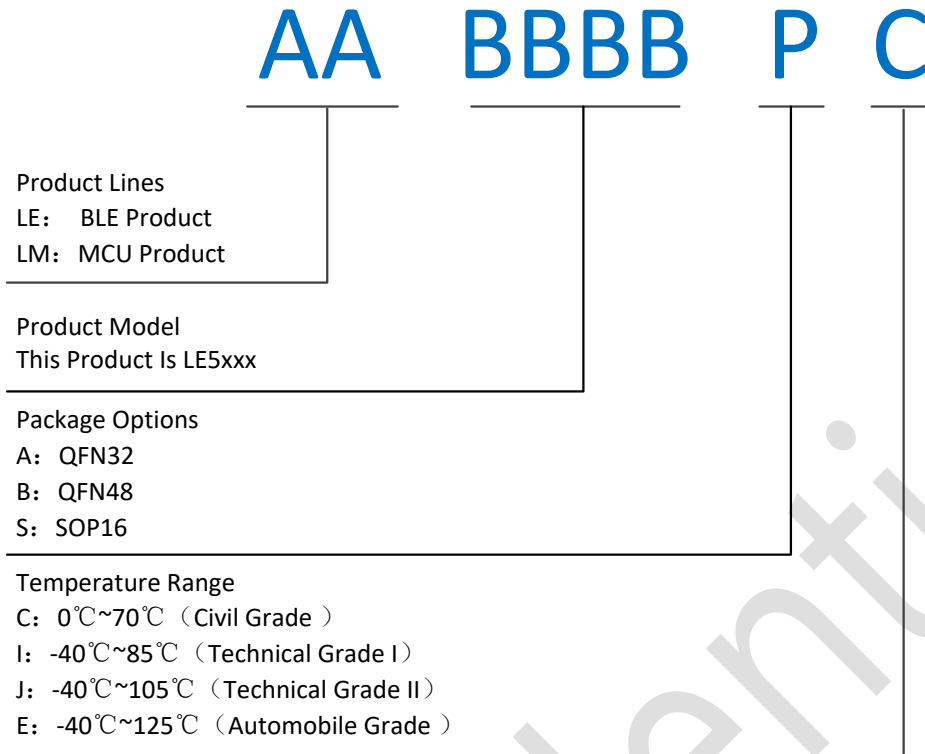 AA BBBB P C
Product Lines
LE： BLE Product
LM：MCU Product
Product Model
This Product Is LE5xxx
Package Options
A：QFN32
B：QFN48
S：SOP16
Temperature Range
C：0℃~70℃（Civil Grade ）
I：-40℃~85℃（Technical Grade I）
J：-40℃~105℃（Technical Grade II）
E：-40℃~125℃（Automobile Grade ）